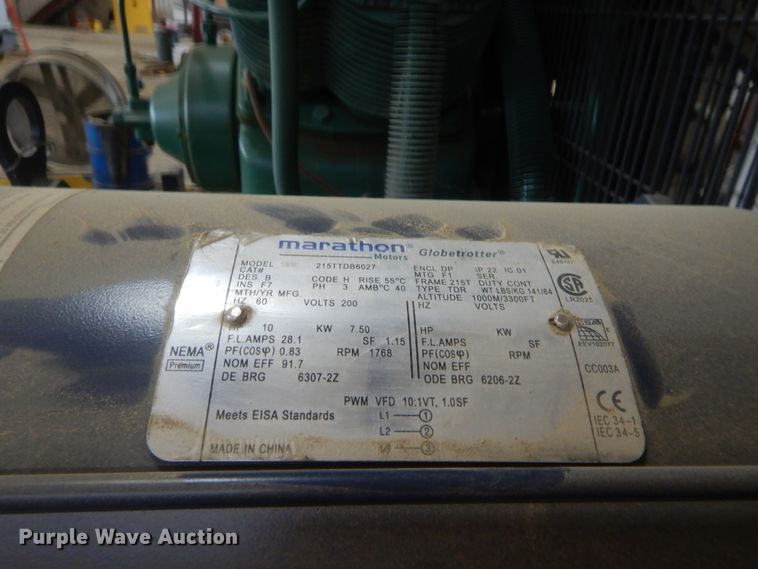 marathon® Motors Globetrotter®
MODEL 215TTDB6027
CAT#
DES. B CODE H RISE 55°C
INS F7 PH 3 AMB°C 40
MTH/YR MFG.
HZ 60 VOLTS 200
ENCL DP IP 22 IC 01
MTG F1 SER.
FRAME 215T DUTY CONT
TYPE TDR WT LBS/KG 141/64
ALTITUDE 1000M/3300FT
HZ VOLTS
HP 10 KW 7.50
F.L.AMPS 28.1 SF 1.15
PF(COSφ) 0.83 RPM 1768
NOM EFF 91.7
DE BRG 6307-2Z
HP KW
F.L.AMPS SF
PF(COSφ) RPM
NOM EFF
ODE BRG 6206-2Z
NEMA®
Premium
PWM VFD 10:1VT, 1.0SF
Meets EISA Standards
L1 1
L2 2
L3 3
MADE IN CHINA
LR2025
EEV102077
CC003A
CE
IEC 34-1
IEC 34-5
Purple Wave Auction